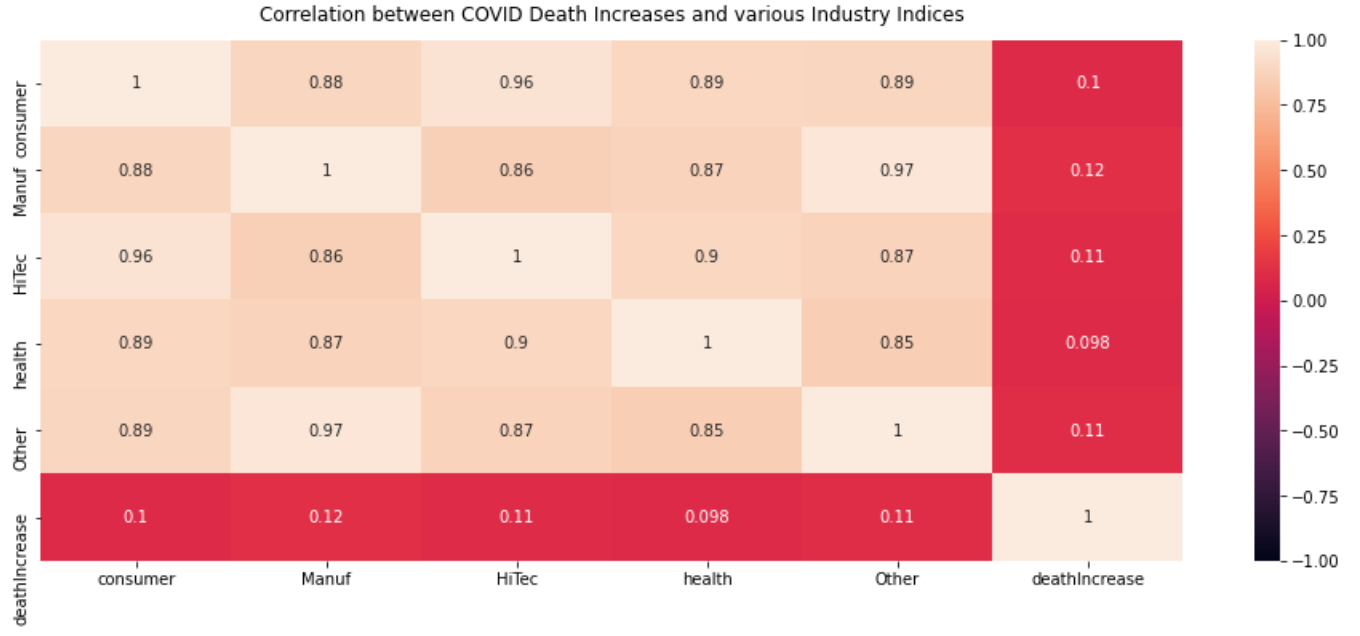 Correlation between COVID Death Increases and various Industry Indices
consumer 1 0.88 0.96 0.89 0.89 0.1
Manuf 0.88 1 0.86 0.87 0.97 0.12
HiTec 0.96 0.86 1 0.9 0.87 0.11
health 0.89 0.87 0.9 1 0.85 0.098
Other 0.89 0.97 0.87 0.85 1 0.11
deathIncrease 0.1 0.12 0.11 0.098 0.11 1
consumer Manuf HiTec health Other deathIncrease
1.00
0.75
0.50
0.25
0.00
−0.25
−0.50
−0.75
−1.00